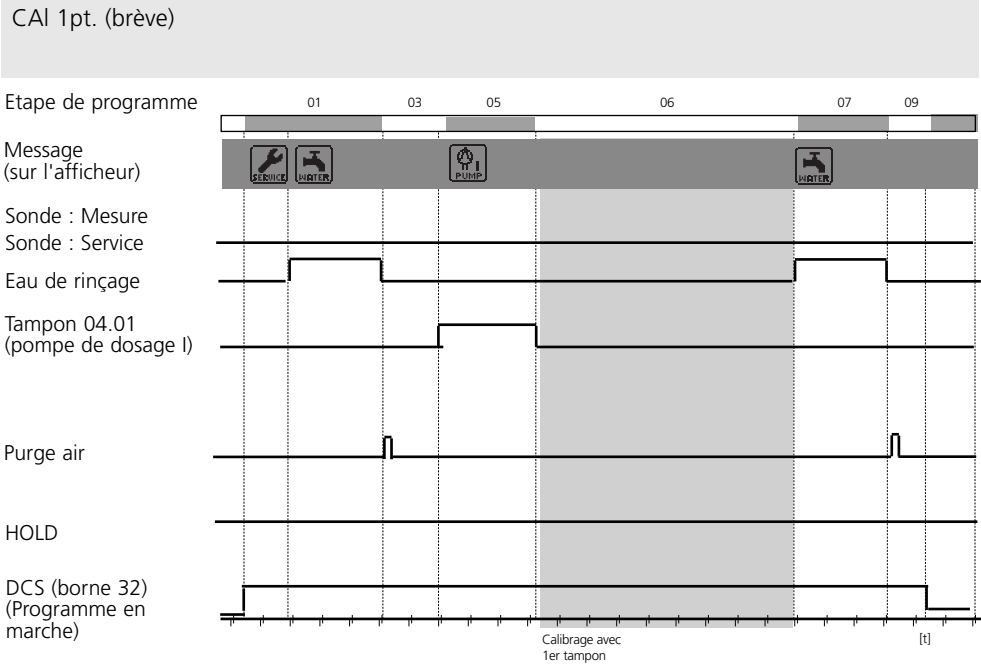 CAl 1pt. (brève)
Etape de programme
01 03 05 06 07 09
Message
(sur l'afficheur)
SERVICE WATER PUMP I WATER
Sonde : Mesure
Sonde : Service
Eau de rinçage
Tampon 04.01
(pompe de dosage I)
Purge air
HOLD
DCS (borne 32)
(Programme en
marche)
Calibrage avec
1er tampon
[t]